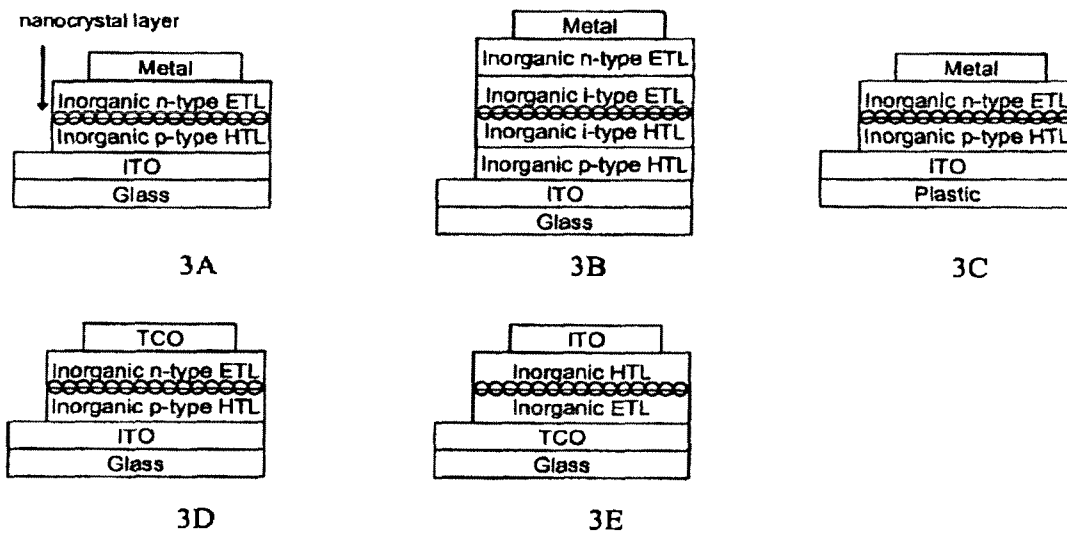 nanocrystal layer
Metal
Inorganic n-type ETL
Inorganic p-type HTL
ITO
Glass
3A
Metal
Inorganic n-type ETL
Inorganic i-type ETL
Inorganic i-type HTL
Inorganic p-type HTL
ITO
Glass
3B
Metal
Inorganic n-type ETL
Inorganic p-type HTL
ITO
Plastic
3C
TCO
Inorganic n-type ETL
Inorganic p-type HTL
ITO
Glass
3D
ITO
Inorganic HTL
Inorganic ETL
TCO
Glass
3E